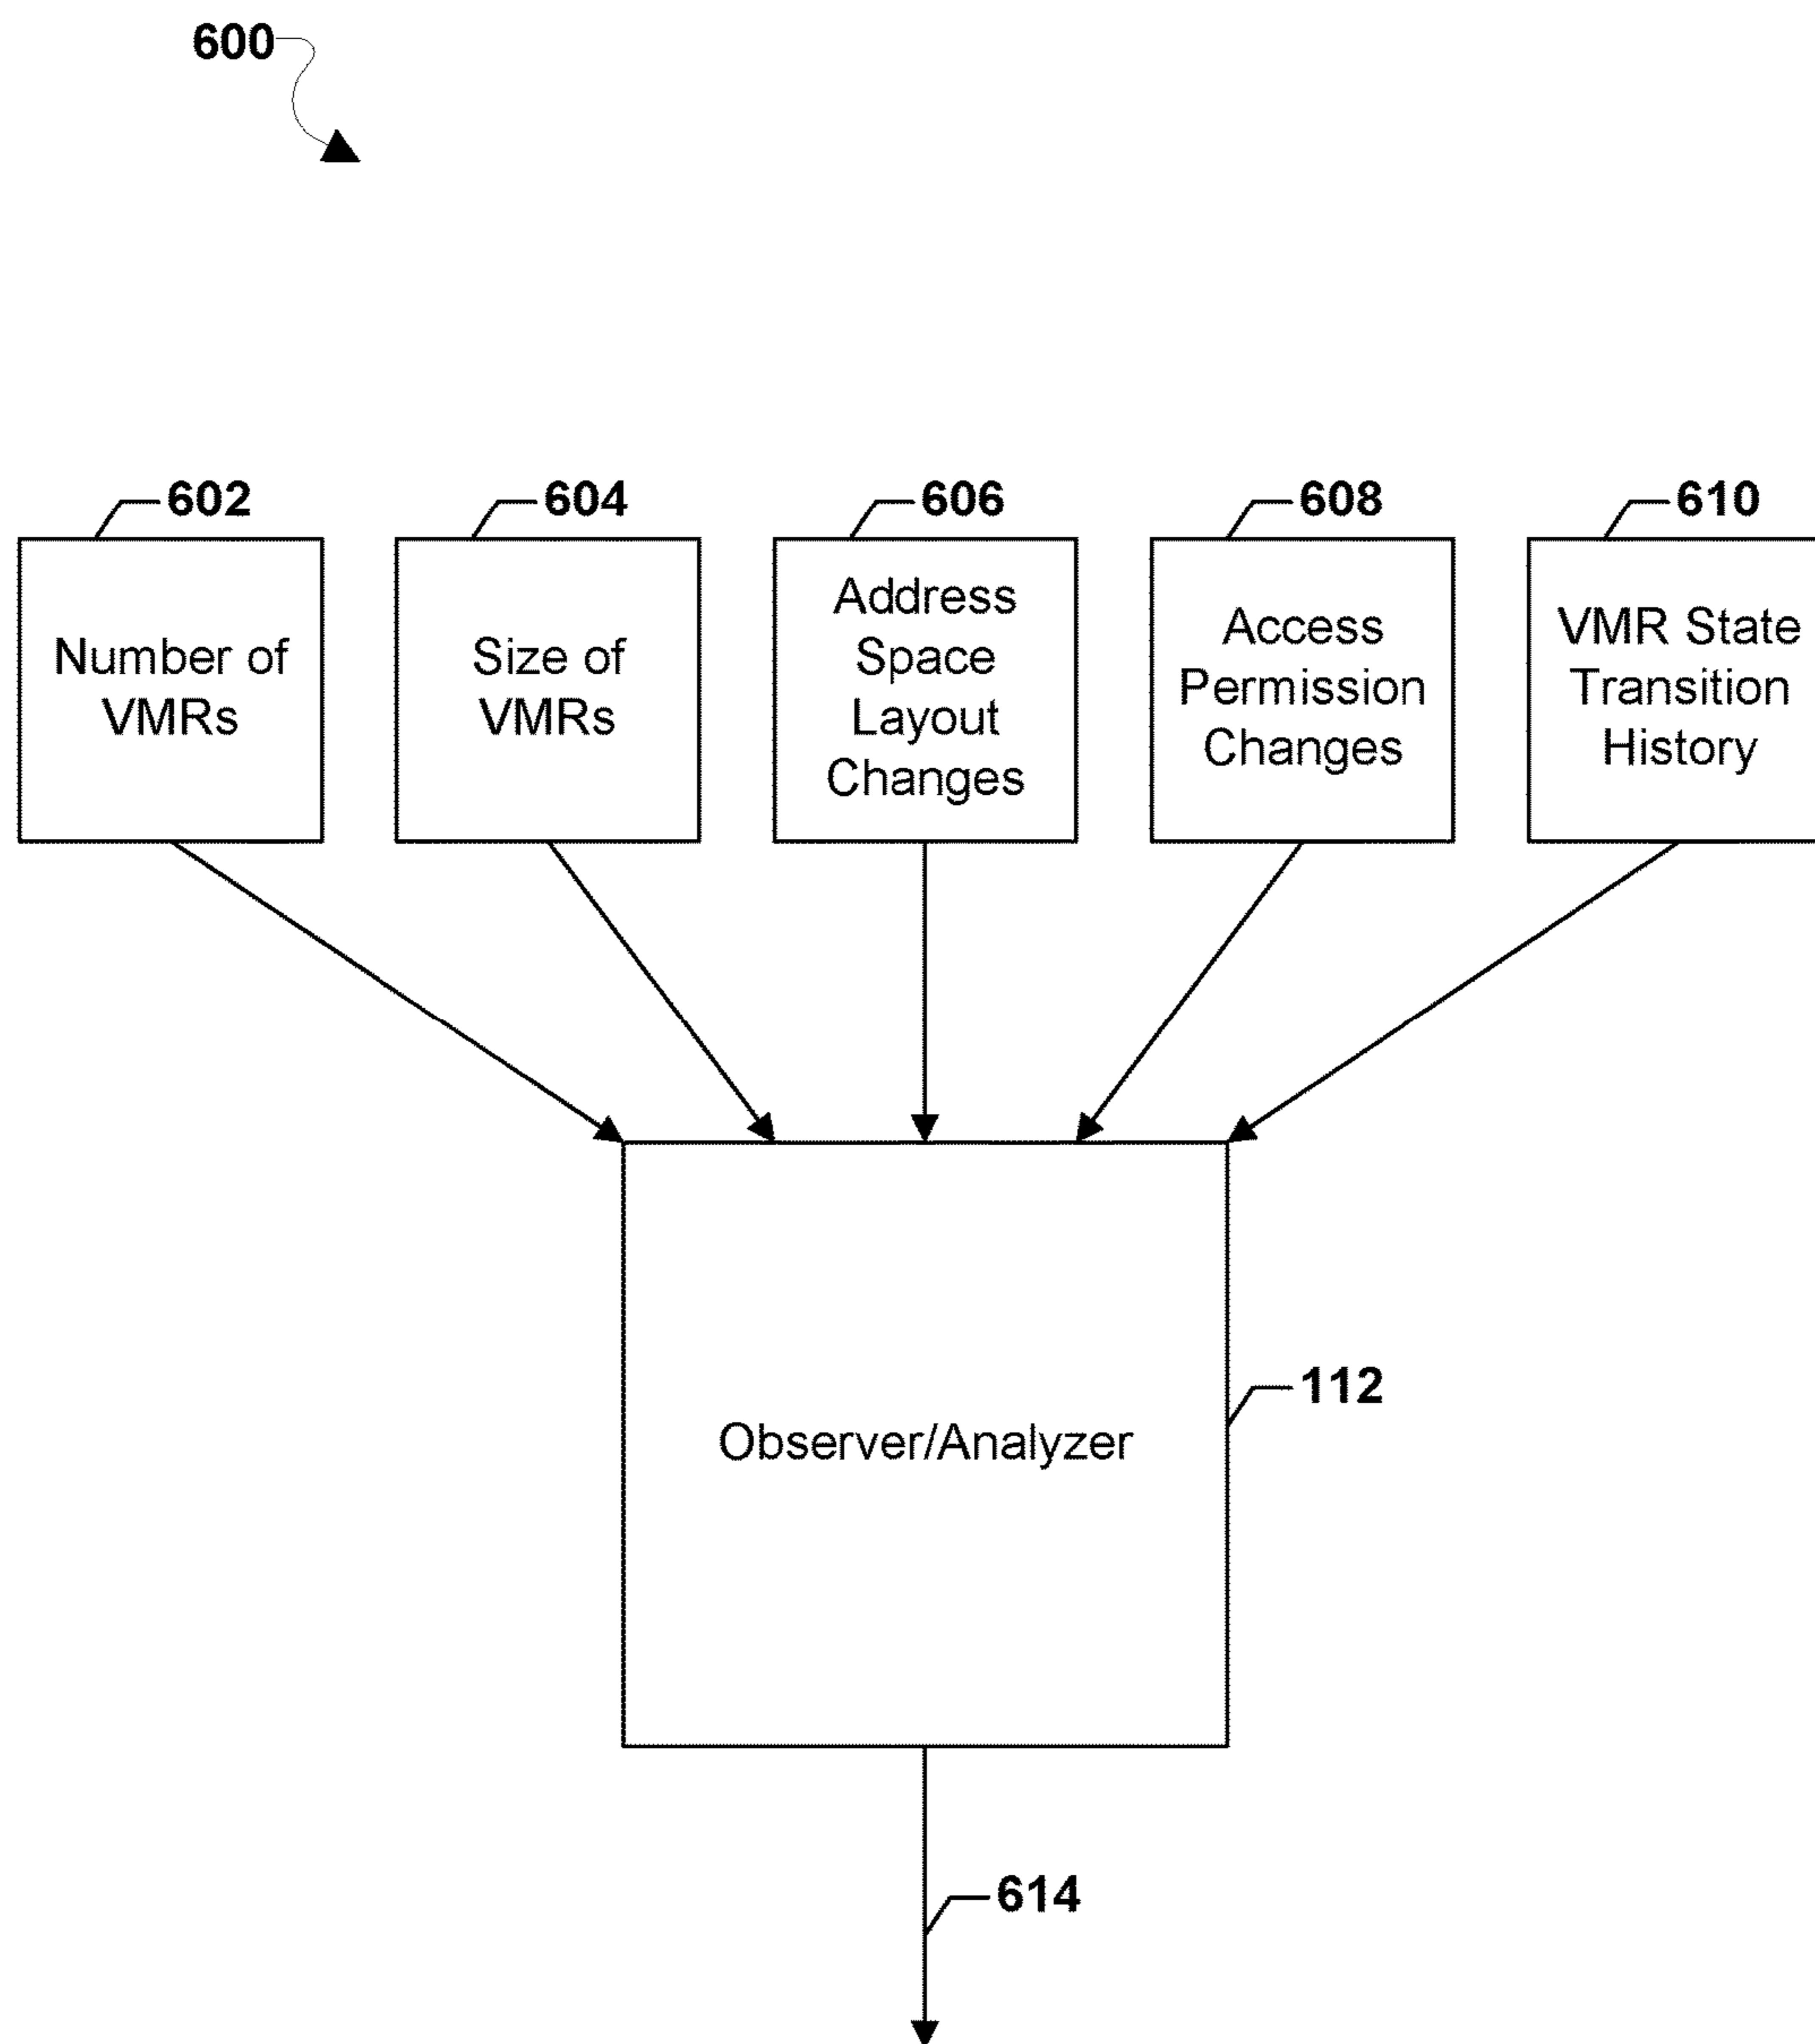 600
602
604
606
608
610
Number of
VMRs
Size of
VMRs
Address
Space
Layout
Changes
Access
Permission
Changes
VMR State
Transition
History
112
Observer/Analyzer
614